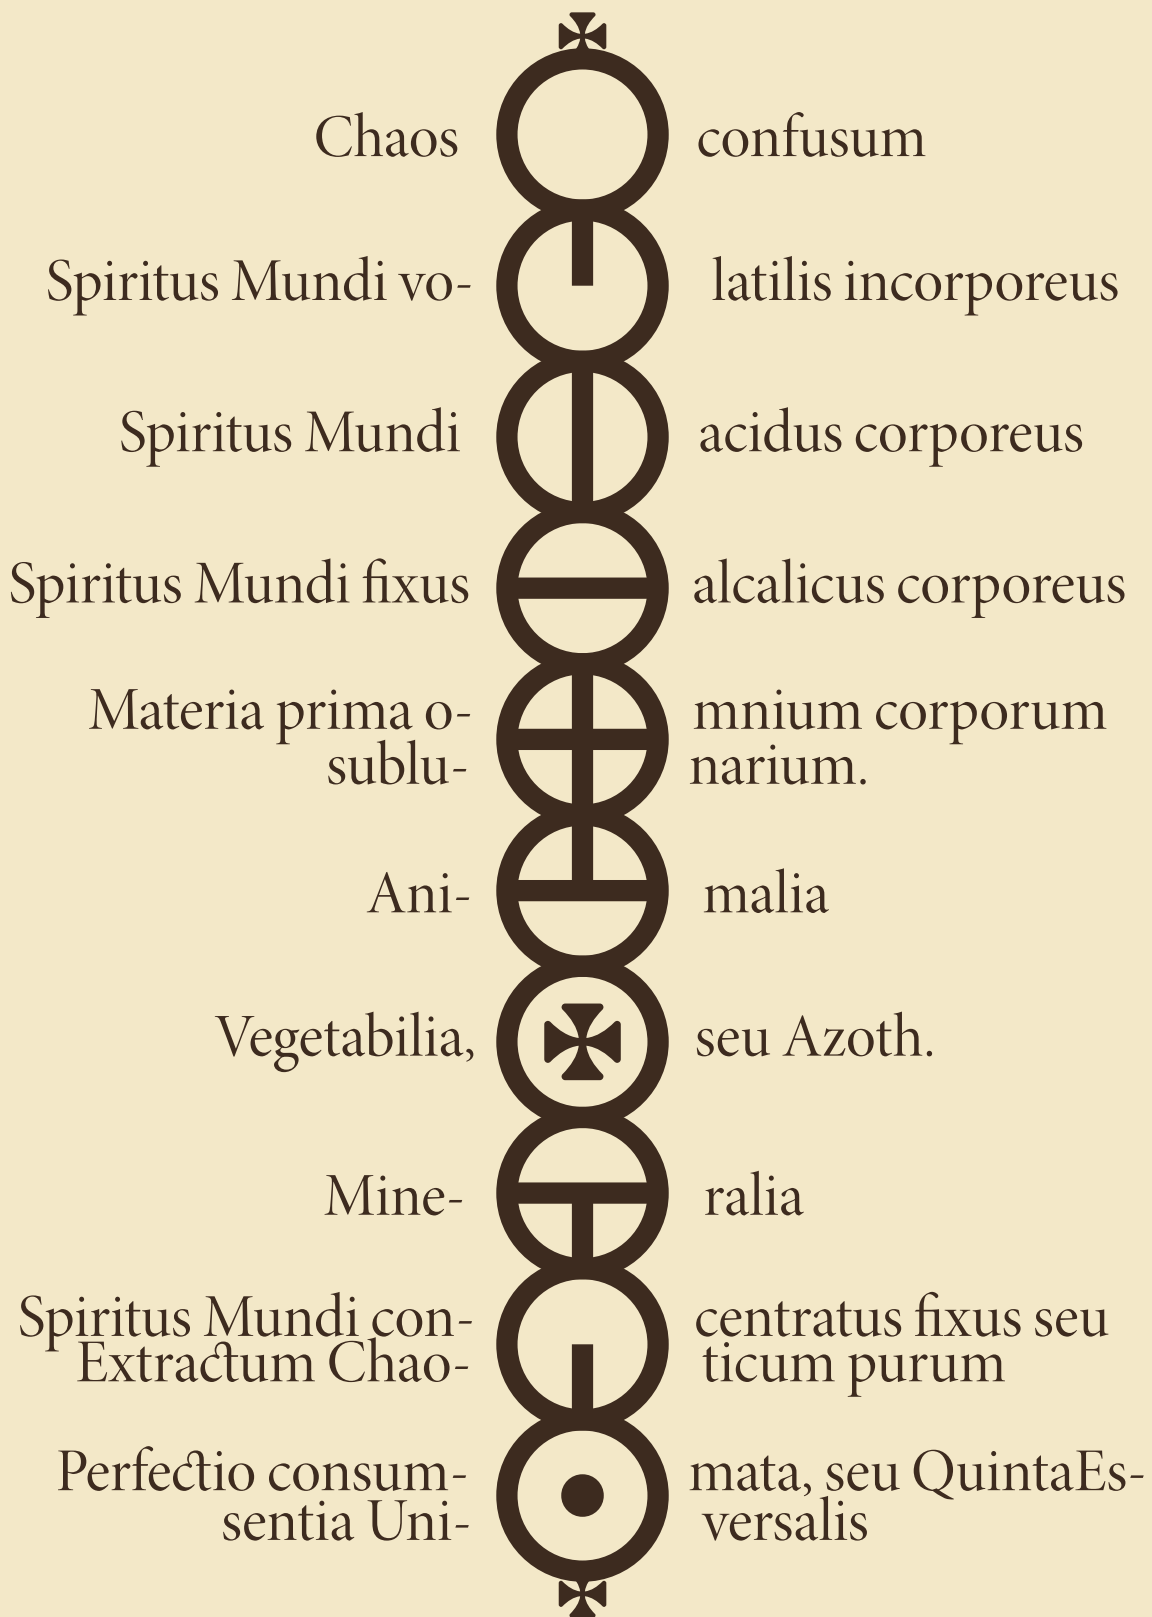 Chaos confusum
Spiritus Mundi vo- latilis incorporeus
Spiritus Mundi acidus corporeus
Spiritus Mundi fixus alcalicus corporeus
Materia prima o- mnium corporum
sublu- narium.
Ani- malia
Vegetabilia, seu Azoth.
Mine- ralia
Spiritus Mundi con- centratus fixus seu
Extractum Chao- ticum purum
Perfectio consum- mata, seu QuintaEs-
sentia Uni- versalis